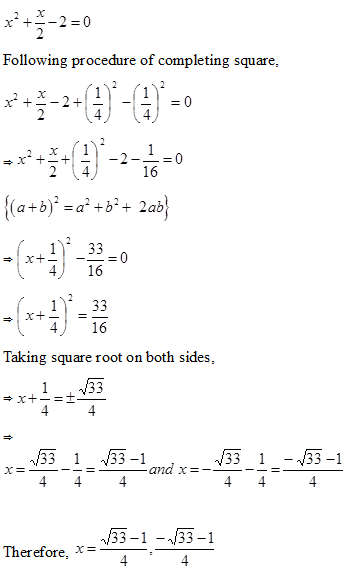 x² + x/2 − 2 = 0
Following procedure of completing square,
x² + x/2 − 2 + (1/4)² − (1/4)² = 0
⇒ x² + x/2 + (1/4)² − 2 − 1/16 = 0
{(a+b)² = a² + b² + 2ab}
⇒ (x + 1/4)² − 33/16 = 0
⇒ (x + 1/4)² = 33/16
Taking square root on both sides,
⇒ x + 1/4 = ±√33/4
⇒
x = √33/4 − 1/4 = (√33 − 1)/4 and x = −√33/4 − 1/4 = (−√33 − 1)/4
Therefore, x = (√33 − 1)/4, (−√33 − 1)/4